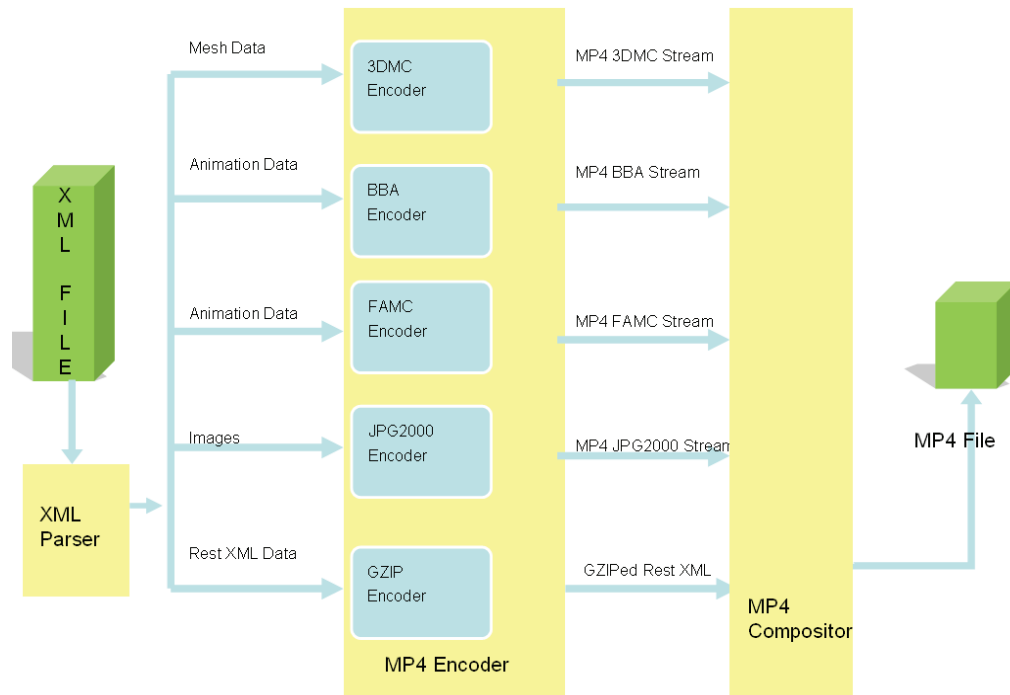 XML FILE
XML
Parser
Mesh Data
Animation Data
Animation Data
Images
Rest XML Data
3DMC
Encoder
BBA
Encoder
FAMC
Encoder
JPG2000
Encoder
GZIP
Encoder
MP4 Encoder
MP4 3DMC Stream
MP4 BBA Stream
MP4 FAMC Stream
MP4 JPG2000 Stream
GZIPed Rest XML
MP4
Compositor
MP4 File